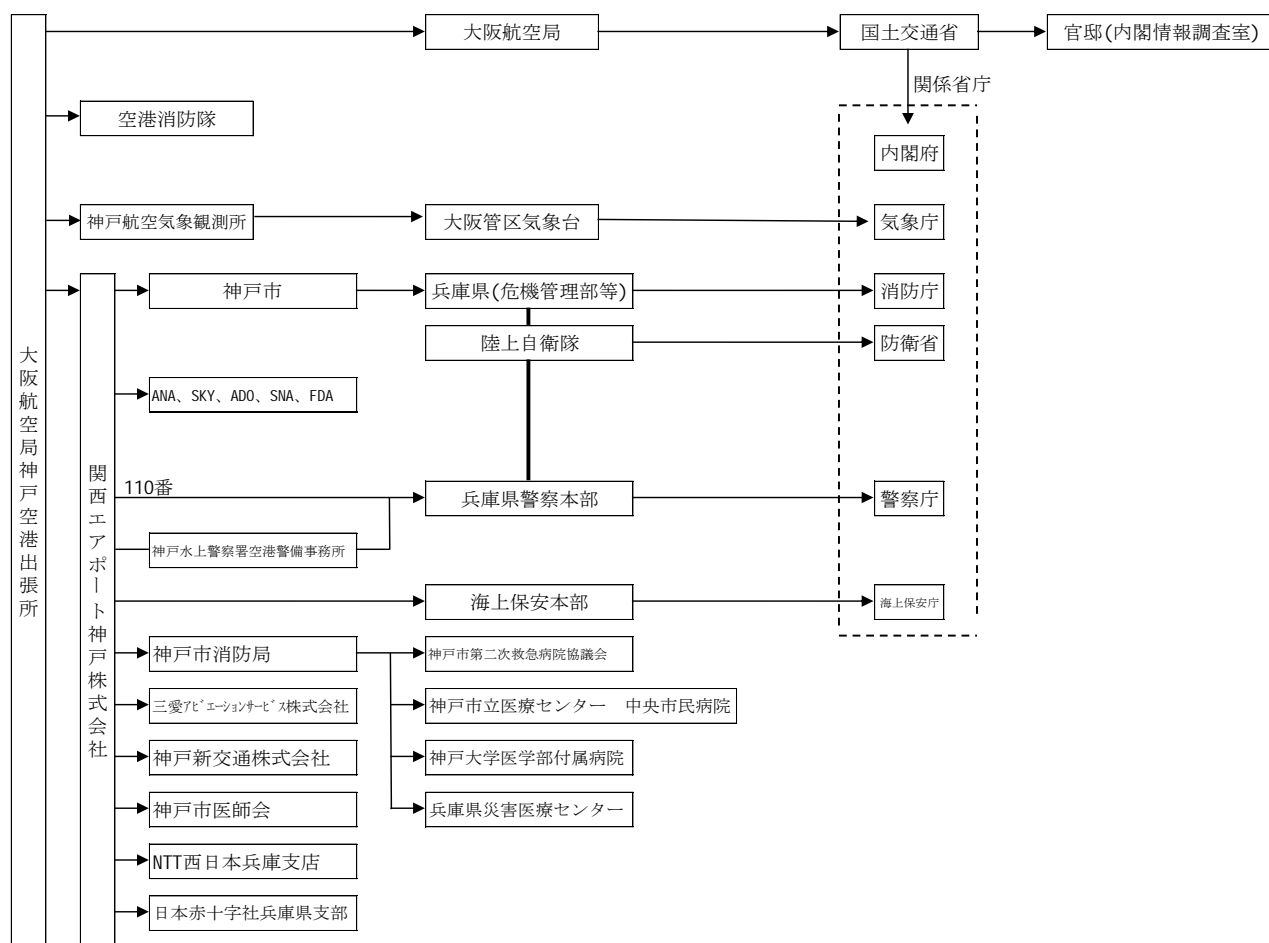 大阪航空局
国土交通省
官邸(内閣情報調査室)
関係省庁
空港消防隊
内閣府
神戸航空気象観測所
大阪管区気象台
気象庁
神戸市
兵庫県(危機管理部等)
消防庁
陸上自衛隊
防衛省
大阪航空局神戸空港出張所
ANA、SKY、ADO、SNA、FDA
関西エアポート神戸株式会社
110番
兵庫県警察本部
警察庁
神戸水上警察署空港警備事務所
海上保安本部
海上保安庁
神戸市消防局
神戸市第二次救急病院協議会
三愛ｱﾋﾞｴｰｼｮﾝｻｰﾋﾞｽ株式会社
神戸市立医療センター　中央市民病院
神戸新交通株式会社
神戸大学医学部付属病院
神戸市医師会
兵庫県災害医療センター
NTT西日本兵庫支店
日本赤十字社兵庫県支部